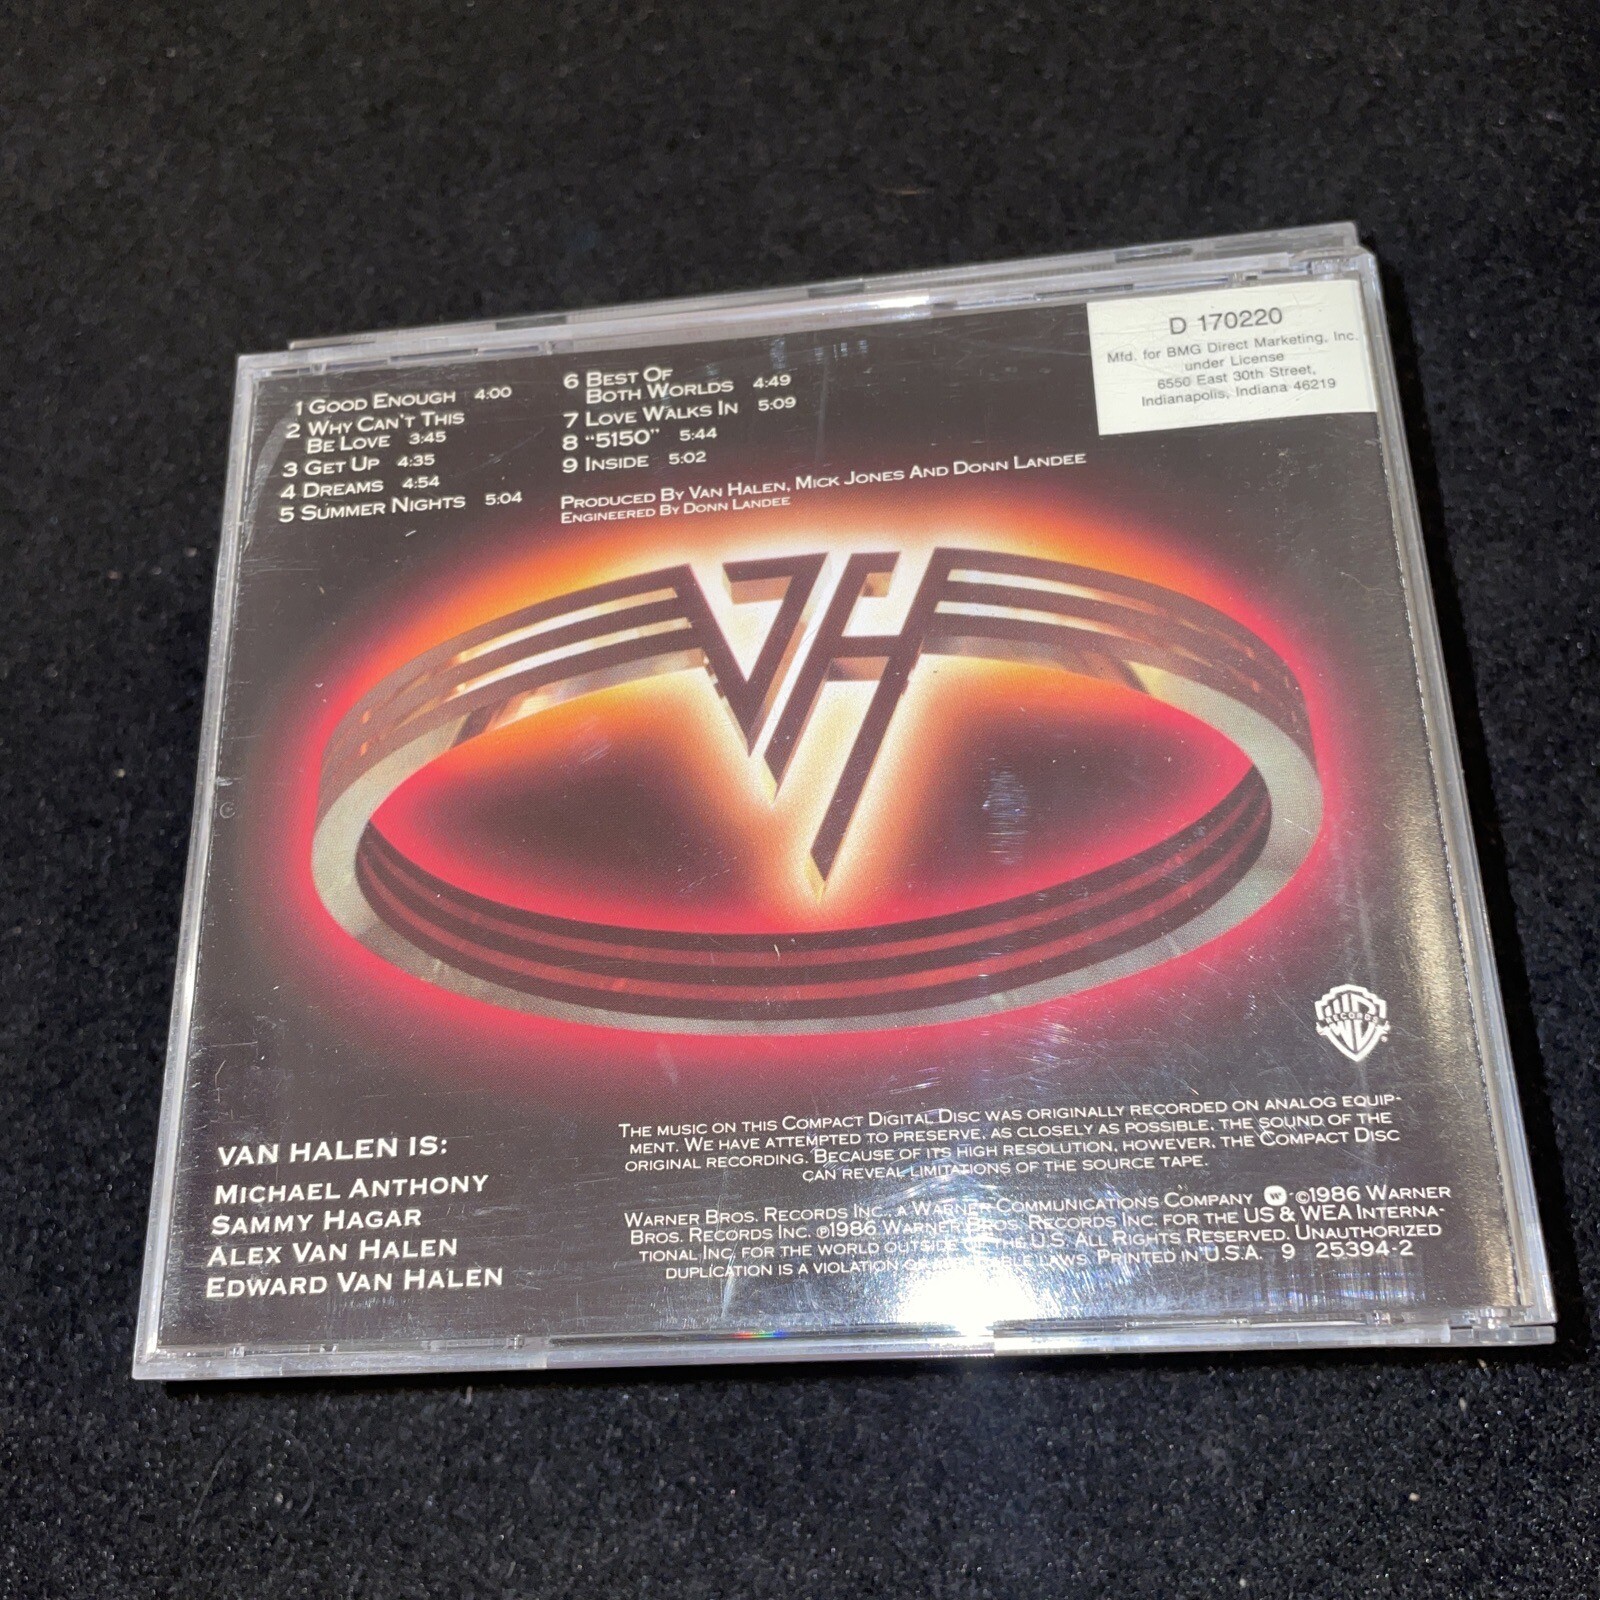 D 170220
Mfd. for BMG Direct Marketing, Inc.
under License
6550 East 30th Street,
Indianapolis, Indiana 46219
1 GOOD ENOUGH 4:00
2 WHY CAN'T THIS
BE LOVE 3:45
3 GET UP 4:35
4 DREAMS 4:54
5 SUMMER NIGHTS 5:04
6 BEST OF
BOTH WORLDS 4:49
7 LOVE WALKS IN 5:09
8 "5150" 5:44
9 INSIDE 5:02
PRODUCED BY VAN HALEN, MICK JONES AND DONN LANDEE
ENGINEERED BY DONN LANDEE
VH
RECORDS
WB
VAN HALEN IS:
MICHAEL ANTHONY
SAMMY HAGAR
ALEX VAN HALEN
EDWARD VAN HALEN
THE MUSIC ON THIS COMPACT DIGITAL DISC WAS ORIGINALLY RECORDED ON ANALOG EQUIP-
MENT. WE HAVE ATTEMPTED TO PRESERVE, AS CLOSELY AS POSSIBLE, THE SOUND OF THE
ORIGINAL RECORDING. BECAUSE OF ITS HIGH RESOLUTION, HOWEVER, THE COMPACT DISC
CAN REVEAL LIMITATIONS OF THE SOURCE TAPE.
WARNER BROS. RECORDS INC., A WARNER COMMUNICATIONS COMPANY ©1986 WARNER
BROS. RECORDS INC. ℗1986 WARNER BROS. RECORDS INC. FOR THE US & WEA INTERNA-
TIONAL INC. FOR THE WORLD OUTSIDE OF THE U.S. ALL RIGHTS RESERVED. UNAUTHORIZED
DUPLICATION IS A VIOLATION OF LAWS. PRINTED IN U.S.A. 9 25394-2